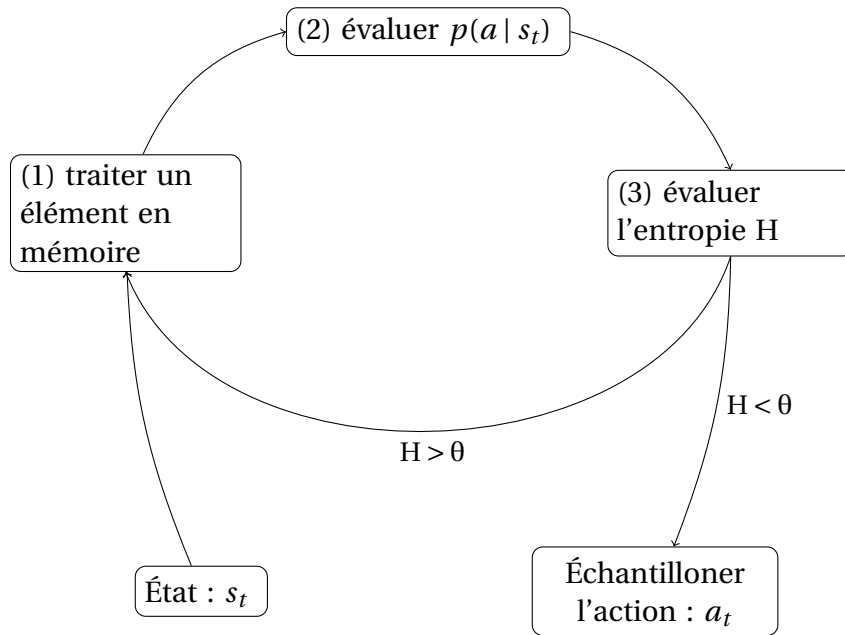 (2) évaluer p(a | s_t)
(1) traiter un
élément en
mémoire
(3) évaluer
l'entropie H
H < θ
H > θ
État : s_t
Échantilloner
l'action : a_t